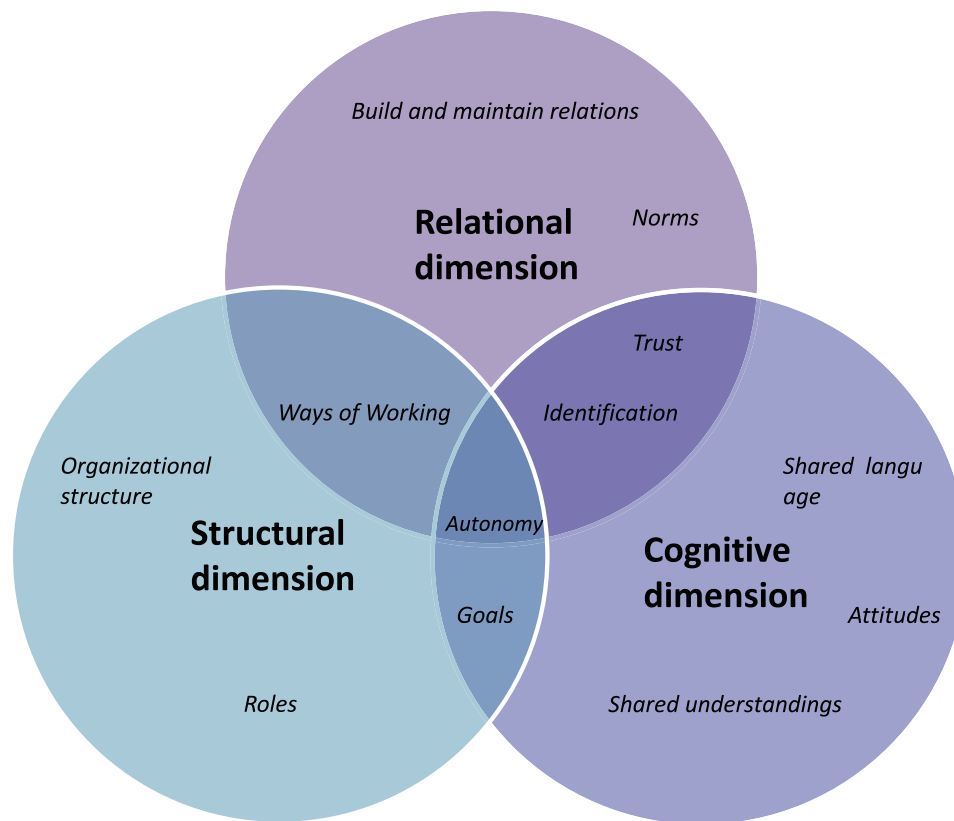 Build and maintain relations
Relational
dimension
Norms
Trust
Ways of Working
Identification
Organizational
structure
Shared  langu
age
Structural
dimension
Autonomy
Cognitive
dimension
Goals
Attitudes
Roles
Shared understandings